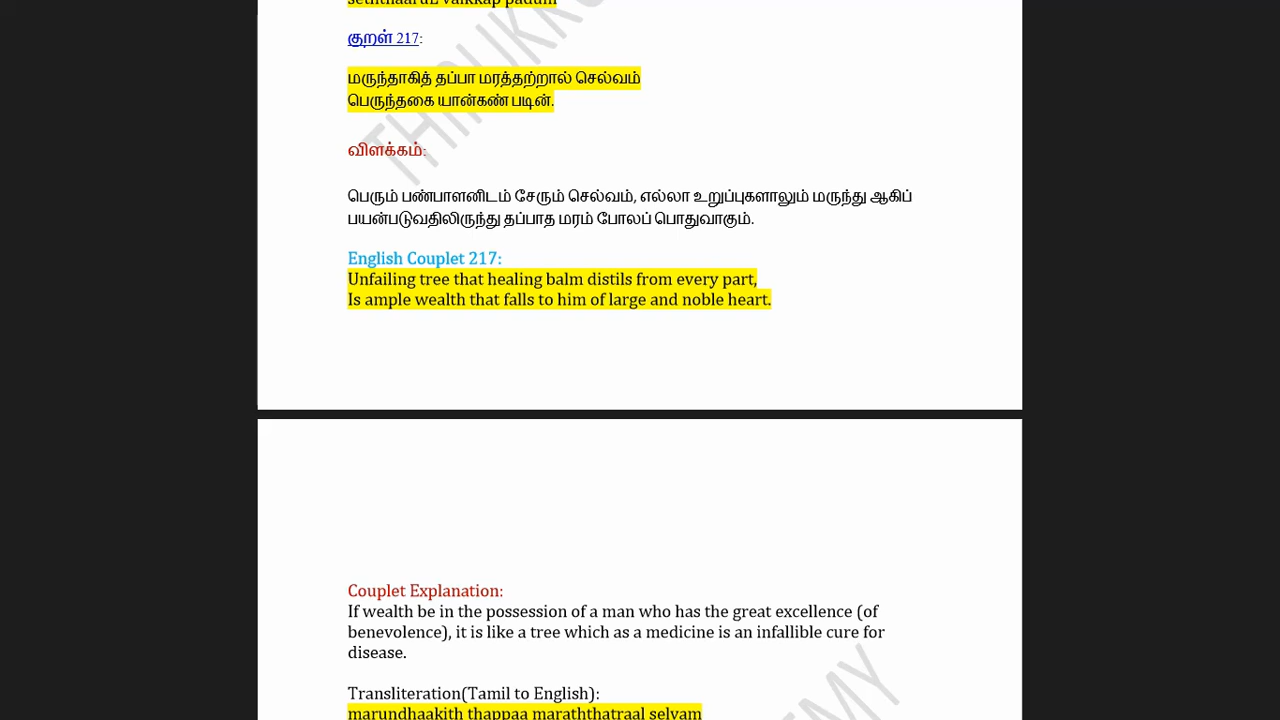 seththaaruL vaikkap padum
குறள் 217:
மருந்தாகித் தப்பா மரத்தற்றால் செல்வம்
பெருந்தகை யான்கண் படின்.
விளக்கம்:
பெரும் பண்பாளனிடம் சேரும் செல்வம், எல்லா உறுப்புகளாலும் மருந்து ஆகிப்
பயன்படுவதிலிருந்து தப்பாத மரம் போலப் பொதுவாகும்.
English Couplet 217:
Unfailing tree that healing balm distils from every part,
Is ample wealth that falls to him of large and noble heart.
Couplet Explanation:
If wealth be in the possession of a man who has the great excellence (of
benevolence), it is like a tree which as a medicine is an infallible cure for
disease.
Transliteration(Tamil to English):
marundhaakith thappaa maraththatraal selvam